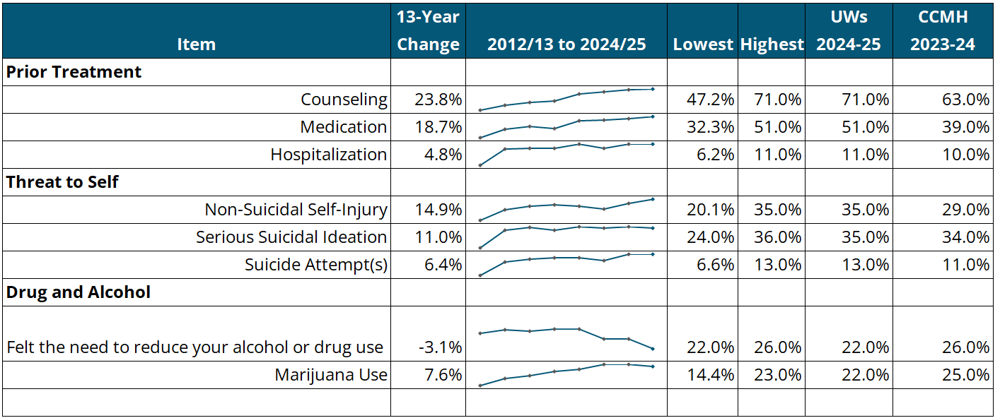 Item 13-Year Change 2012/13 to 2024/25 Lowest Highest UWs 2024-25 CCMH 2023-24
Prior Treatment
Counseling 23.8% 47.2% 71.0% 71.0% 63.0%
Medication 18.7% 32.3% 51.0% 51.0% 39.0%
Hospitalization 4.8% 6.2% 11.0% 11.0% 10.0%
Threat to Self
Non-Suicidal Self-Injury 14.9% 20.1% 35.0% 35.0% 29.0%
Serious Suicidal Ideation 11.0% 24.0% 36.0% 35.0% 34.0%
Suicide Attempt(s) 6.4% 6.6% 13.0% 13.0% 11.0%
Drug and Alcohol
Felt the need to reduce your alcohol or drug use -3.1% 22.0% 26.0% 22.0% 26.0%
Marijuana Use 7.6% 14.4% 23.0% 22.0% 25.0%